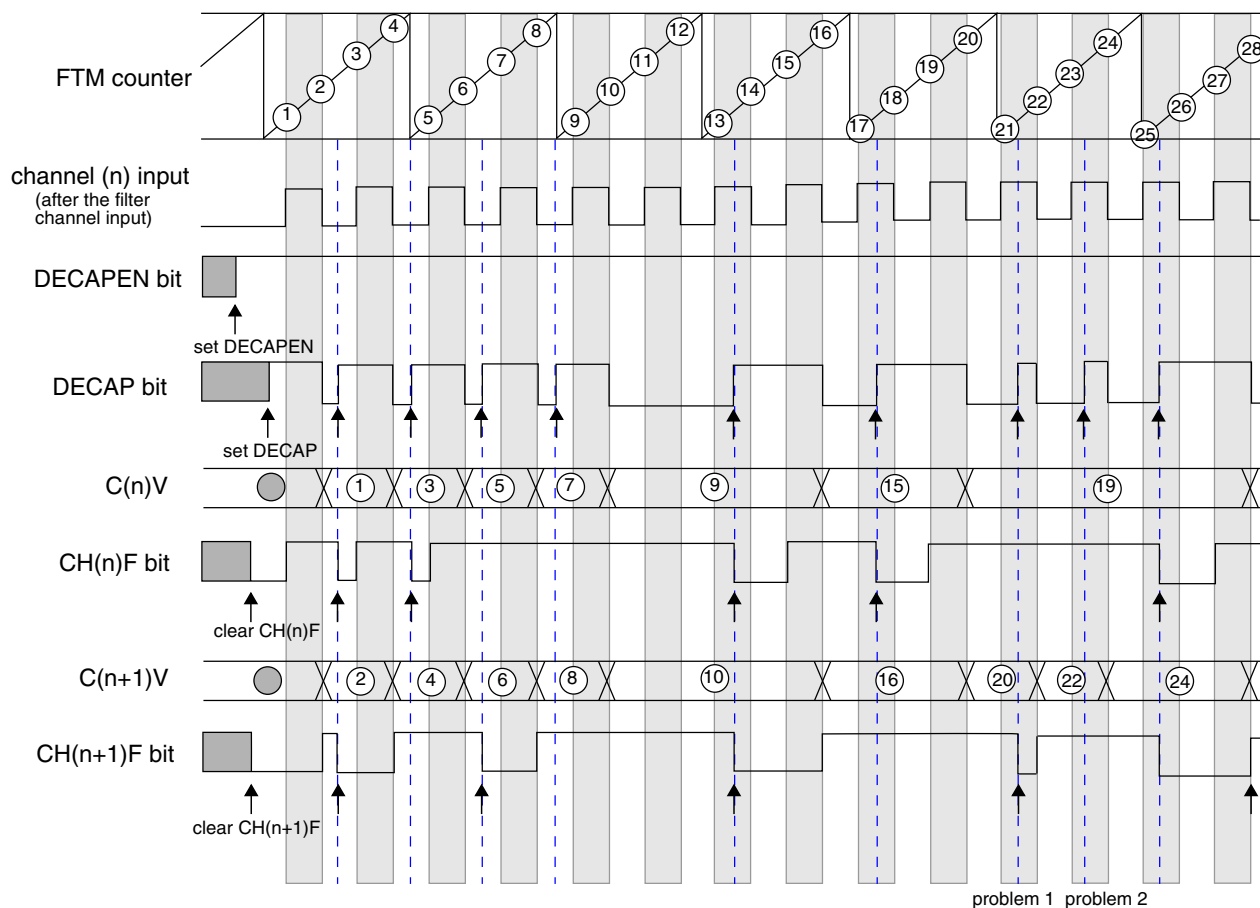 FTM counter
1 2 3 4 5 6 7 8 9 10 11 12 13 14 15 16 17 18 19 20 21 22 23 24 25 26 27 28
channel (n) input
(after the filter
channel input)
DECAPEN bit
set DECAPEN
DECAP bit
set DECAP
C(n)V
1 3 5 7 9 15 19
CH(n)F bit
clear CH(n)F
C(n+1)V
2 4 6 8 10 16 20 22 24
CH(n+1)F bit
clear CH(n+1)F
problem 1 problem 2